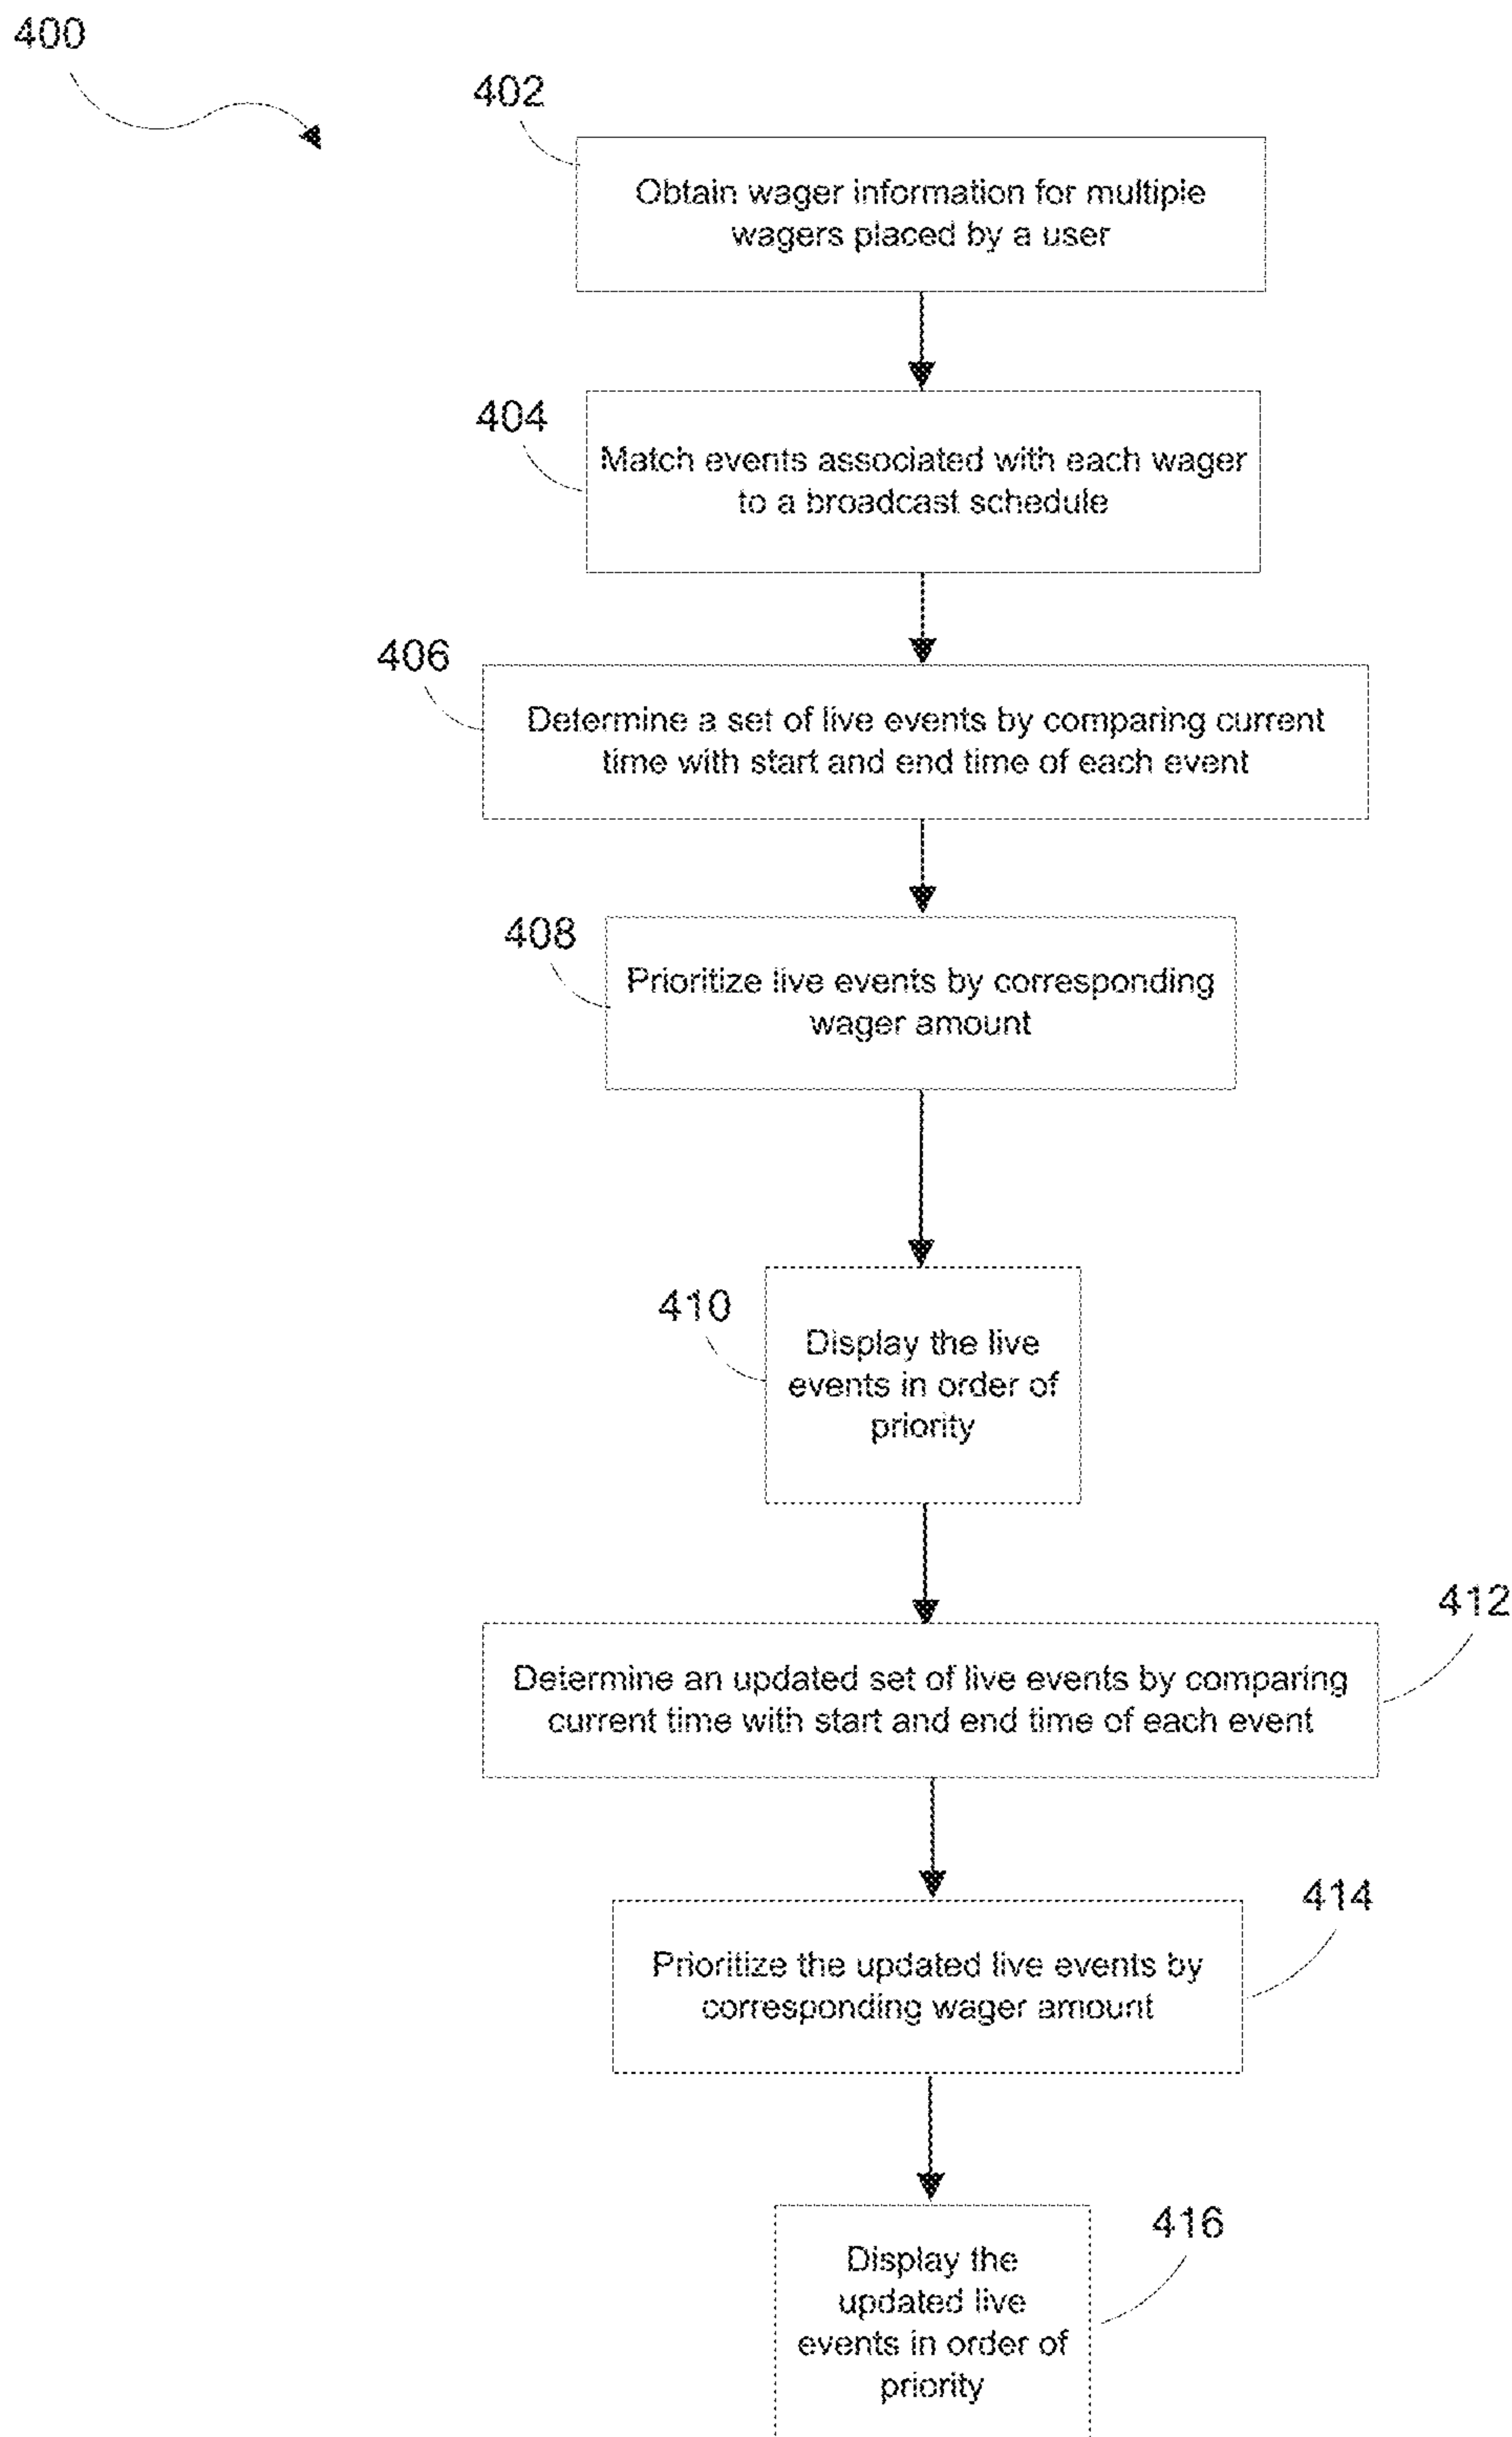 400
402
Obtain wager information for multiple
wagers placed by a user
404
Match events associated with each wager
to a broadcast schedule
406
Determine a set of live events by comparing current
time with start and end time of each event
408
Prioritize live events by corresponding
wager amount
410
Display the live
events in order of
priority
412
Determine an updated set of live events by comparing
current time with start and end time of each event
414
Prioritize the updated live events by
corresponding wager amount
416
Display the
updated live
events in order of
priority